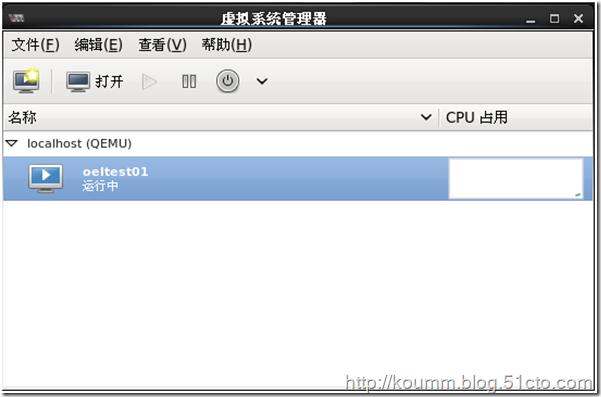 虚拟系统管理器
文件(F) 编辑(E) 查看(V) 帮助(H)
打开
名称 CPU 占用
localhost (QEMU)
oeltest01
运行中
http://koumm.blog.51cto.com